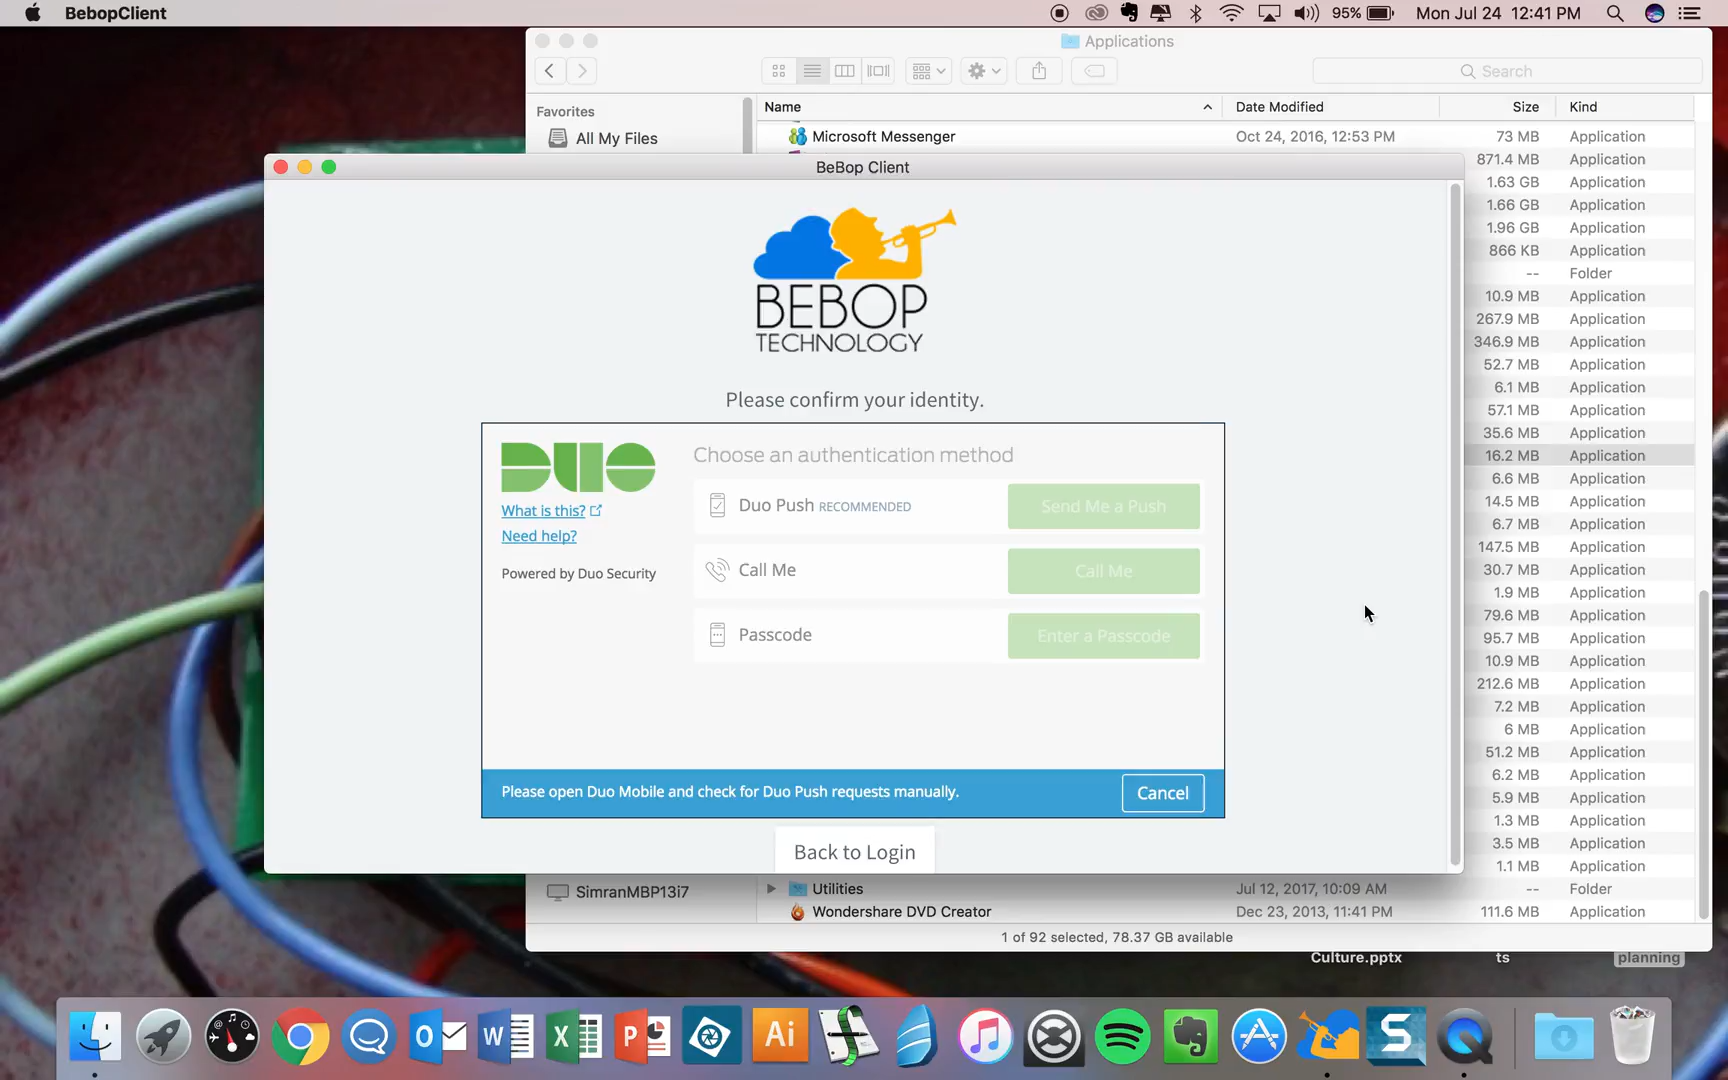 BebopClient
95%
Mon Jul 24 12:41 PM
Applications
Search
Favorites
All My Files
Name
Date Modified
Size
Kind
Microsoft Messenger
Oct 24, 2016, 12:53 PM
73 MB
Application
871.4 MB
Application
1.63 GB
Application
1.66 GB
Application
1.96 GB
Application
866 KB
Application
--
Folder
10.9 MB
Application
267.9 MB
Application
346.9 MB
Application
52.7 MB
Application
6.1 MB
Application
57.1 MB
Application
35.6 MB
Application
16.2 MB
Application
6.6 MB
Application
14.5 MB
Application
6.7 MB
Application
147.5 MB
Application
30.7 MB
Application
1.9 MB
Application
79.6 MB
Application
95.7 MB
Application
10.9 MB
Application
212.6 MB
Application
7.2 MB
Application
6 MB
Application
51.2 MB
Application
6.2 MB
Application
5.9 MB
Application
1.3 MB
Application
3.5 MB
Application
1.1 MB
Application
BeBop Client
BEBOP
TECHNOLOGY
Please confirm your identity.
DUO
What is this?
Need help?
Powered by Duo Security
Choose an authentication method
Duo Push RECOMMENDED
Send Me a Push
Call Me
Call Me
Passcode
Enter a Passcode
Please open Duo Mobile and check for Duo Push requests manually.
Cancel
Back to Login
SimranMBP13i7
Utilities
Jul 12, 2017, 10:09 AM
--
Folder
Wondershare DVD Creator
Dec 23, 2013, 11:41 PM
111.6 MB
Application
1 of 92 selected, 78.37 GB available
Culture.pptx
ts
planning
Ai
S